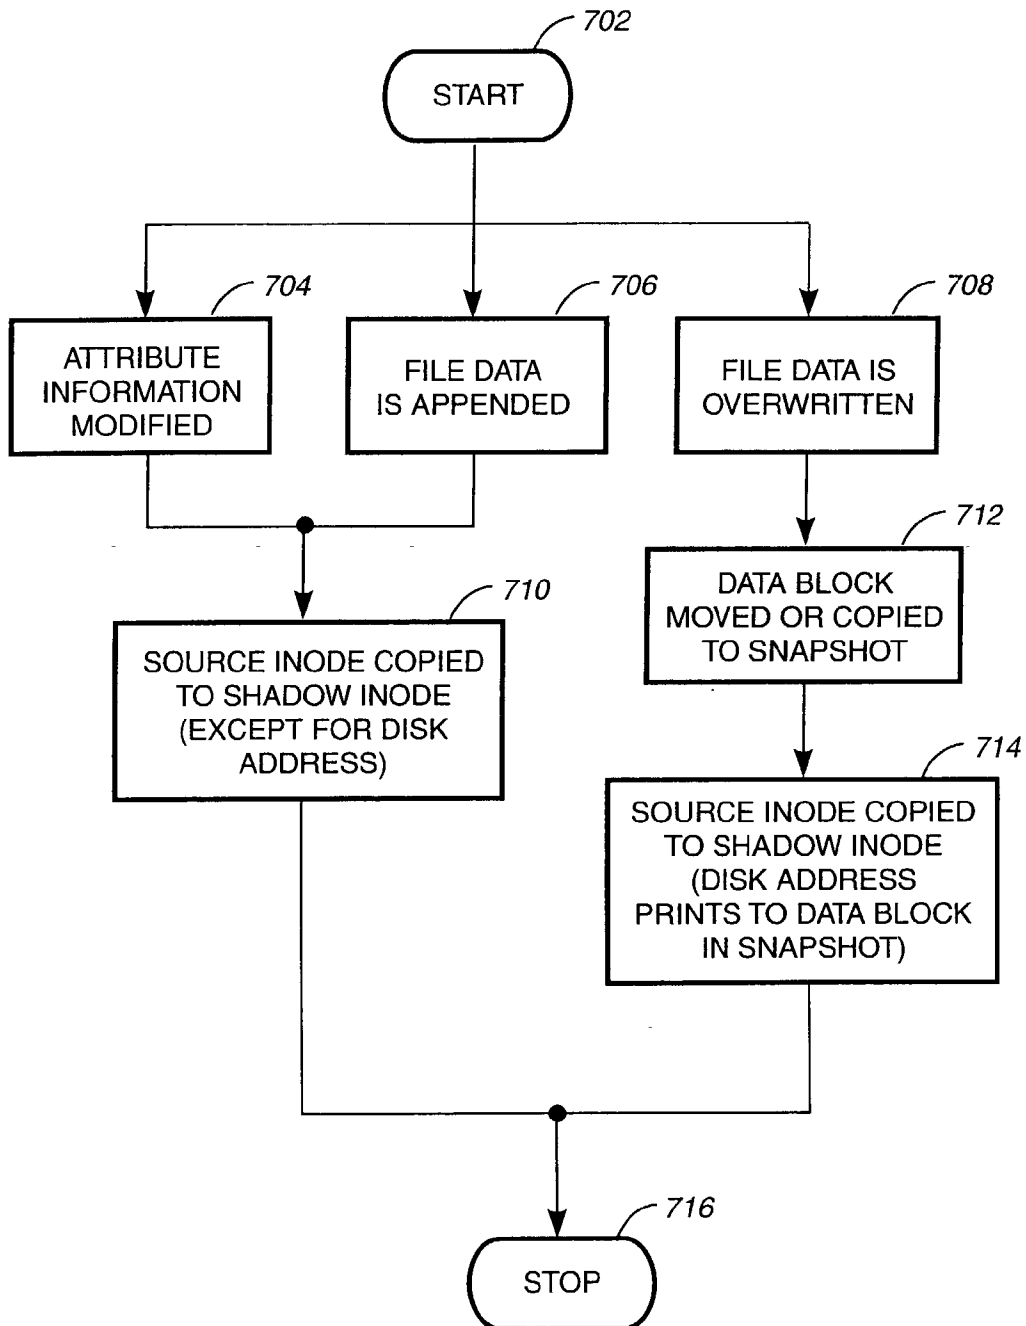 702
START
704
706
708
ATTRIBUTE
INFORMATION
MODIFIED
FILE DATA
IS APPENDED
FILE DATA IS
OVERWRITTEN
712
DATA BLOCK
MOVED OR COPIED
TO SNAPSHOT
710
SOURCE INODE COPIED
TO SHADOW INODE
(EXCEPT FOR DISK
ADDRESS)
714
SOURCE INODE COPIED
TO SHADOW INODE
(DISK ADDRESS
PRINTS TO DATA BLOCK
IN SNAPSHOT)
716
STOP